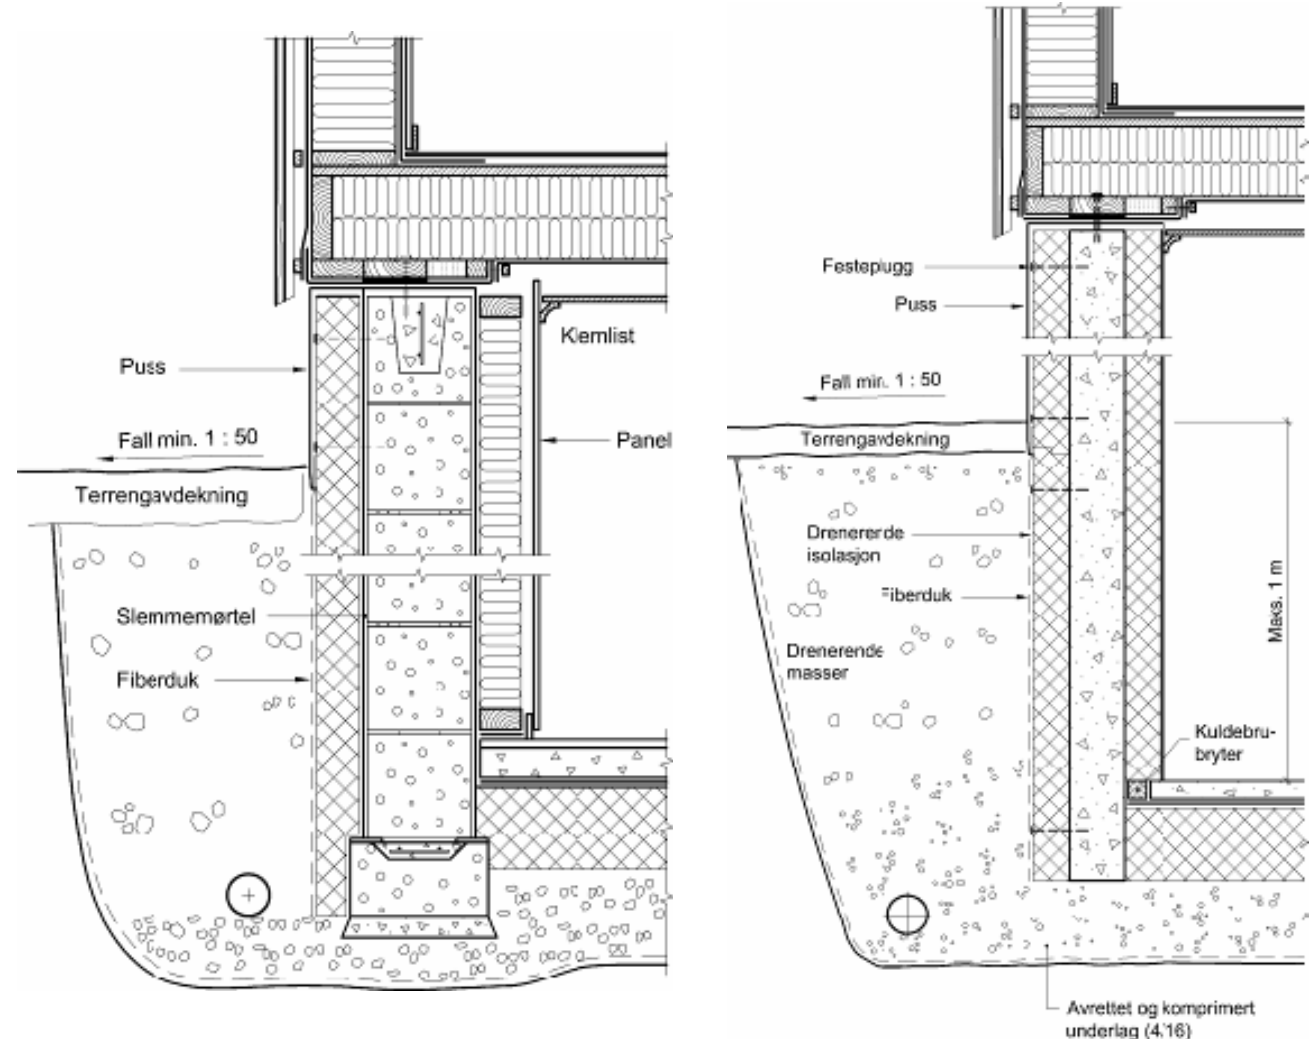 Puss
Fall min. 1 : 50
Terrengavdekning
Slemmemørtel
Fiberduk
Klemlist
Panel
Festeplugg
Puss
Fall min. 1 : 50
Terrengavdekning
Drenererde
isolasjon
Fiberduk
Drenerende
masser
Maks. 1 m
Kuldebru-
bryter
Avrettet og komprimert
underlag (4.16)